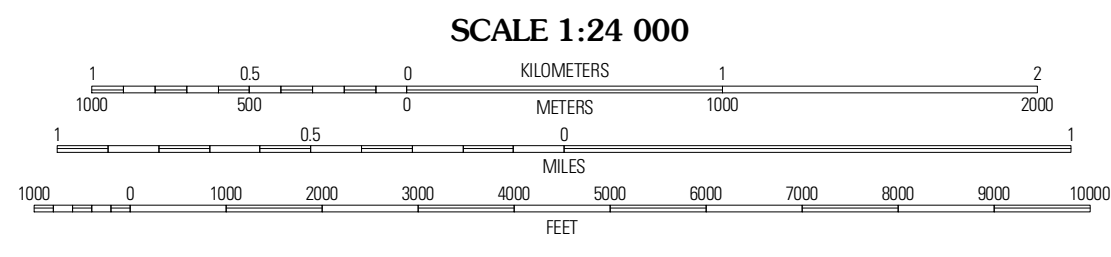 SCALE 1:24 000
1 0.5 0 KILOMETERS 1 2
1000 500 0 METERS 1000 2000
1 0.5 0 1
MILES
1000 0 1000 2000 3000 4000 5000 6000 7000 8000 9000 10000
FEET